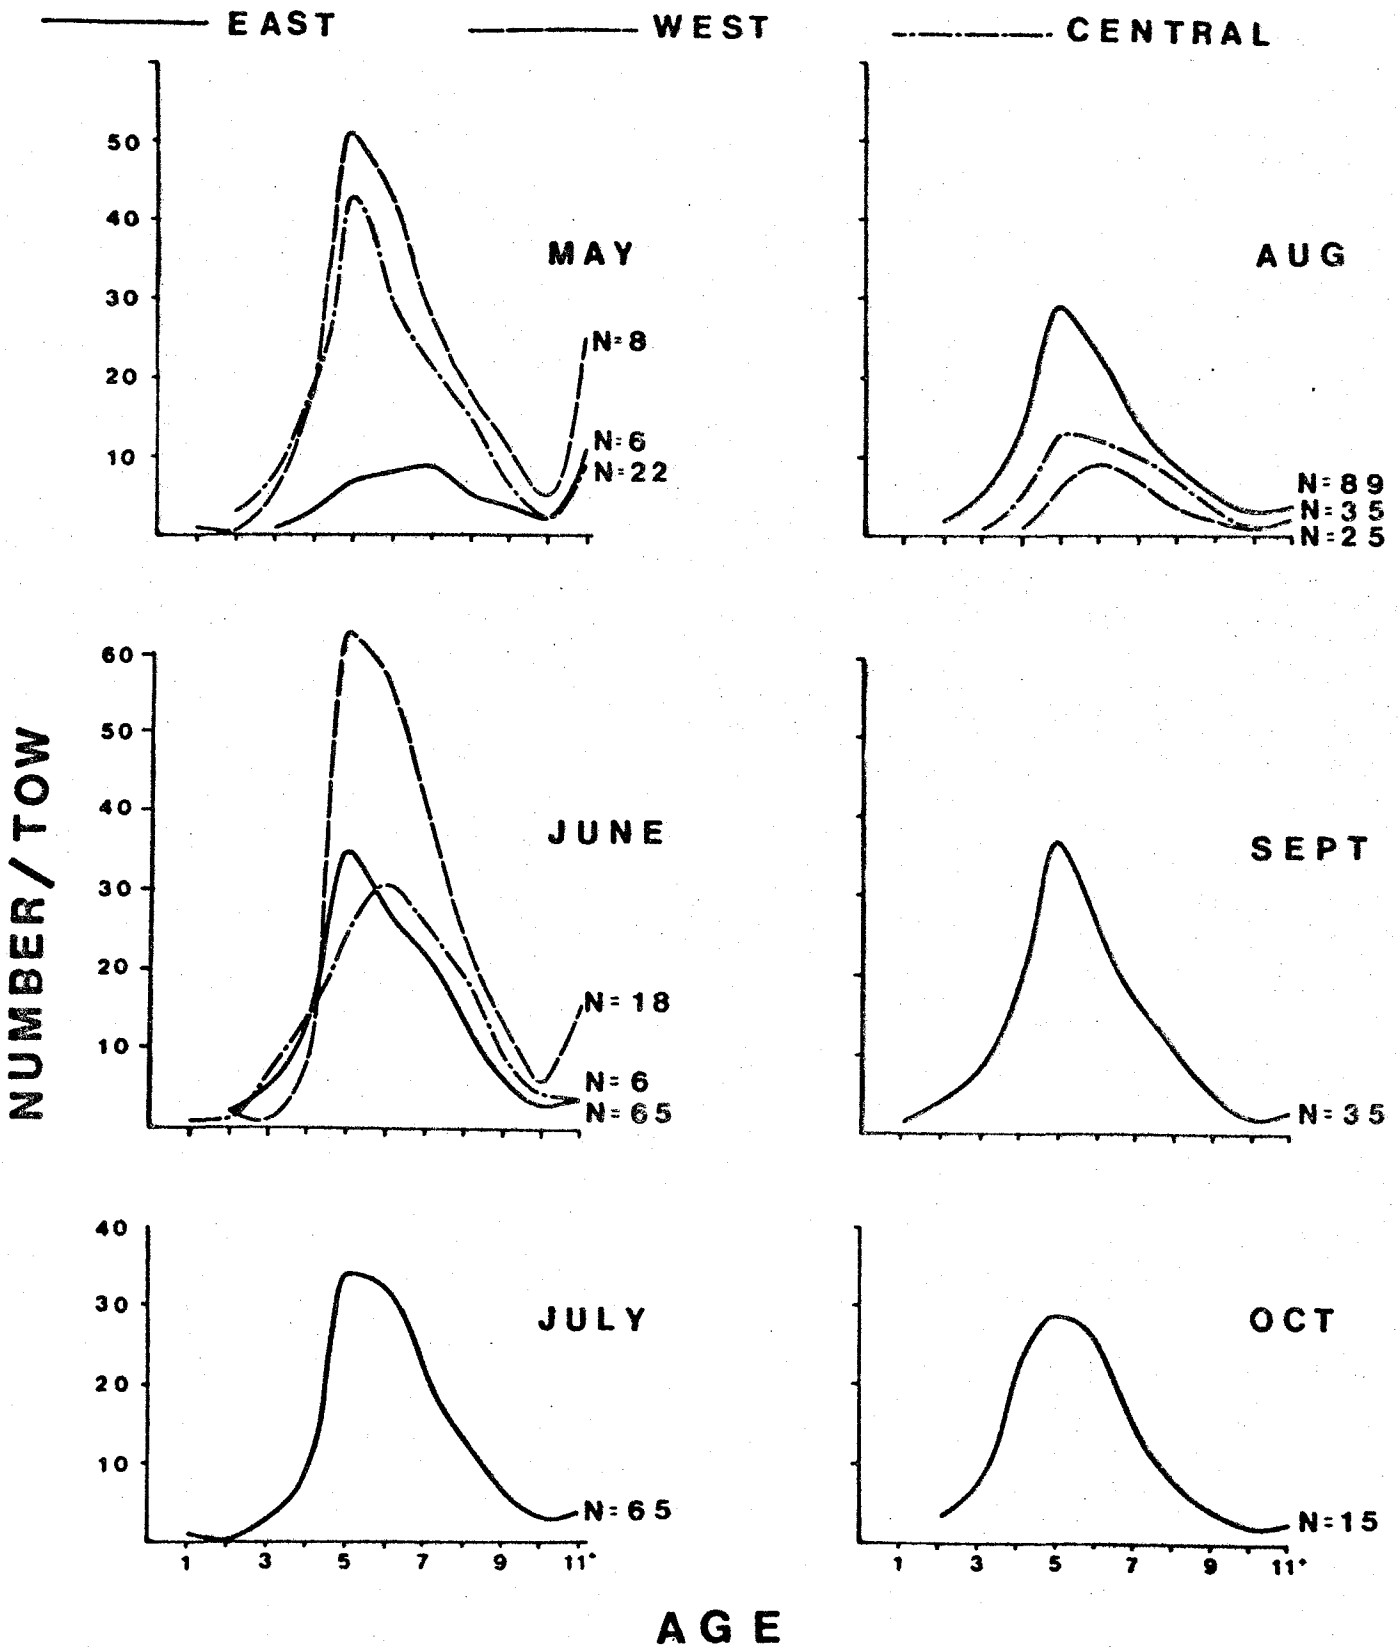 EAST WEST CENTRAL
50
40
30
20
10
MAY
N=8
N=6
N=22
AUG
N=89
N=35
N=25
NUMBER/TOW
60
50
40
30
20
10
JUNE
N=18
N=6
N=65
SEPT
N=35
40
30
20
10
JULY
N=65
1 3 5 7 9 11+
OCT
N=15
1 3 5 7 9 11+
AGE